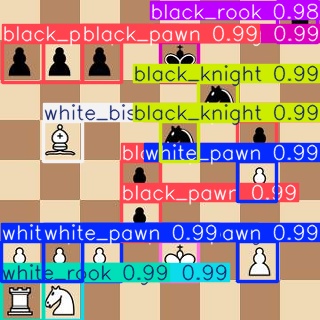 black_rook 0.98
black_p black_pawn 0.99 0.99
black_knight 0.99
black_knight 0.99
white_bis
bl white_pawn 0.99
black_pawn 0.99
whit white_pawn 0.99 awn 0.99
white_rook 0.99 0.99